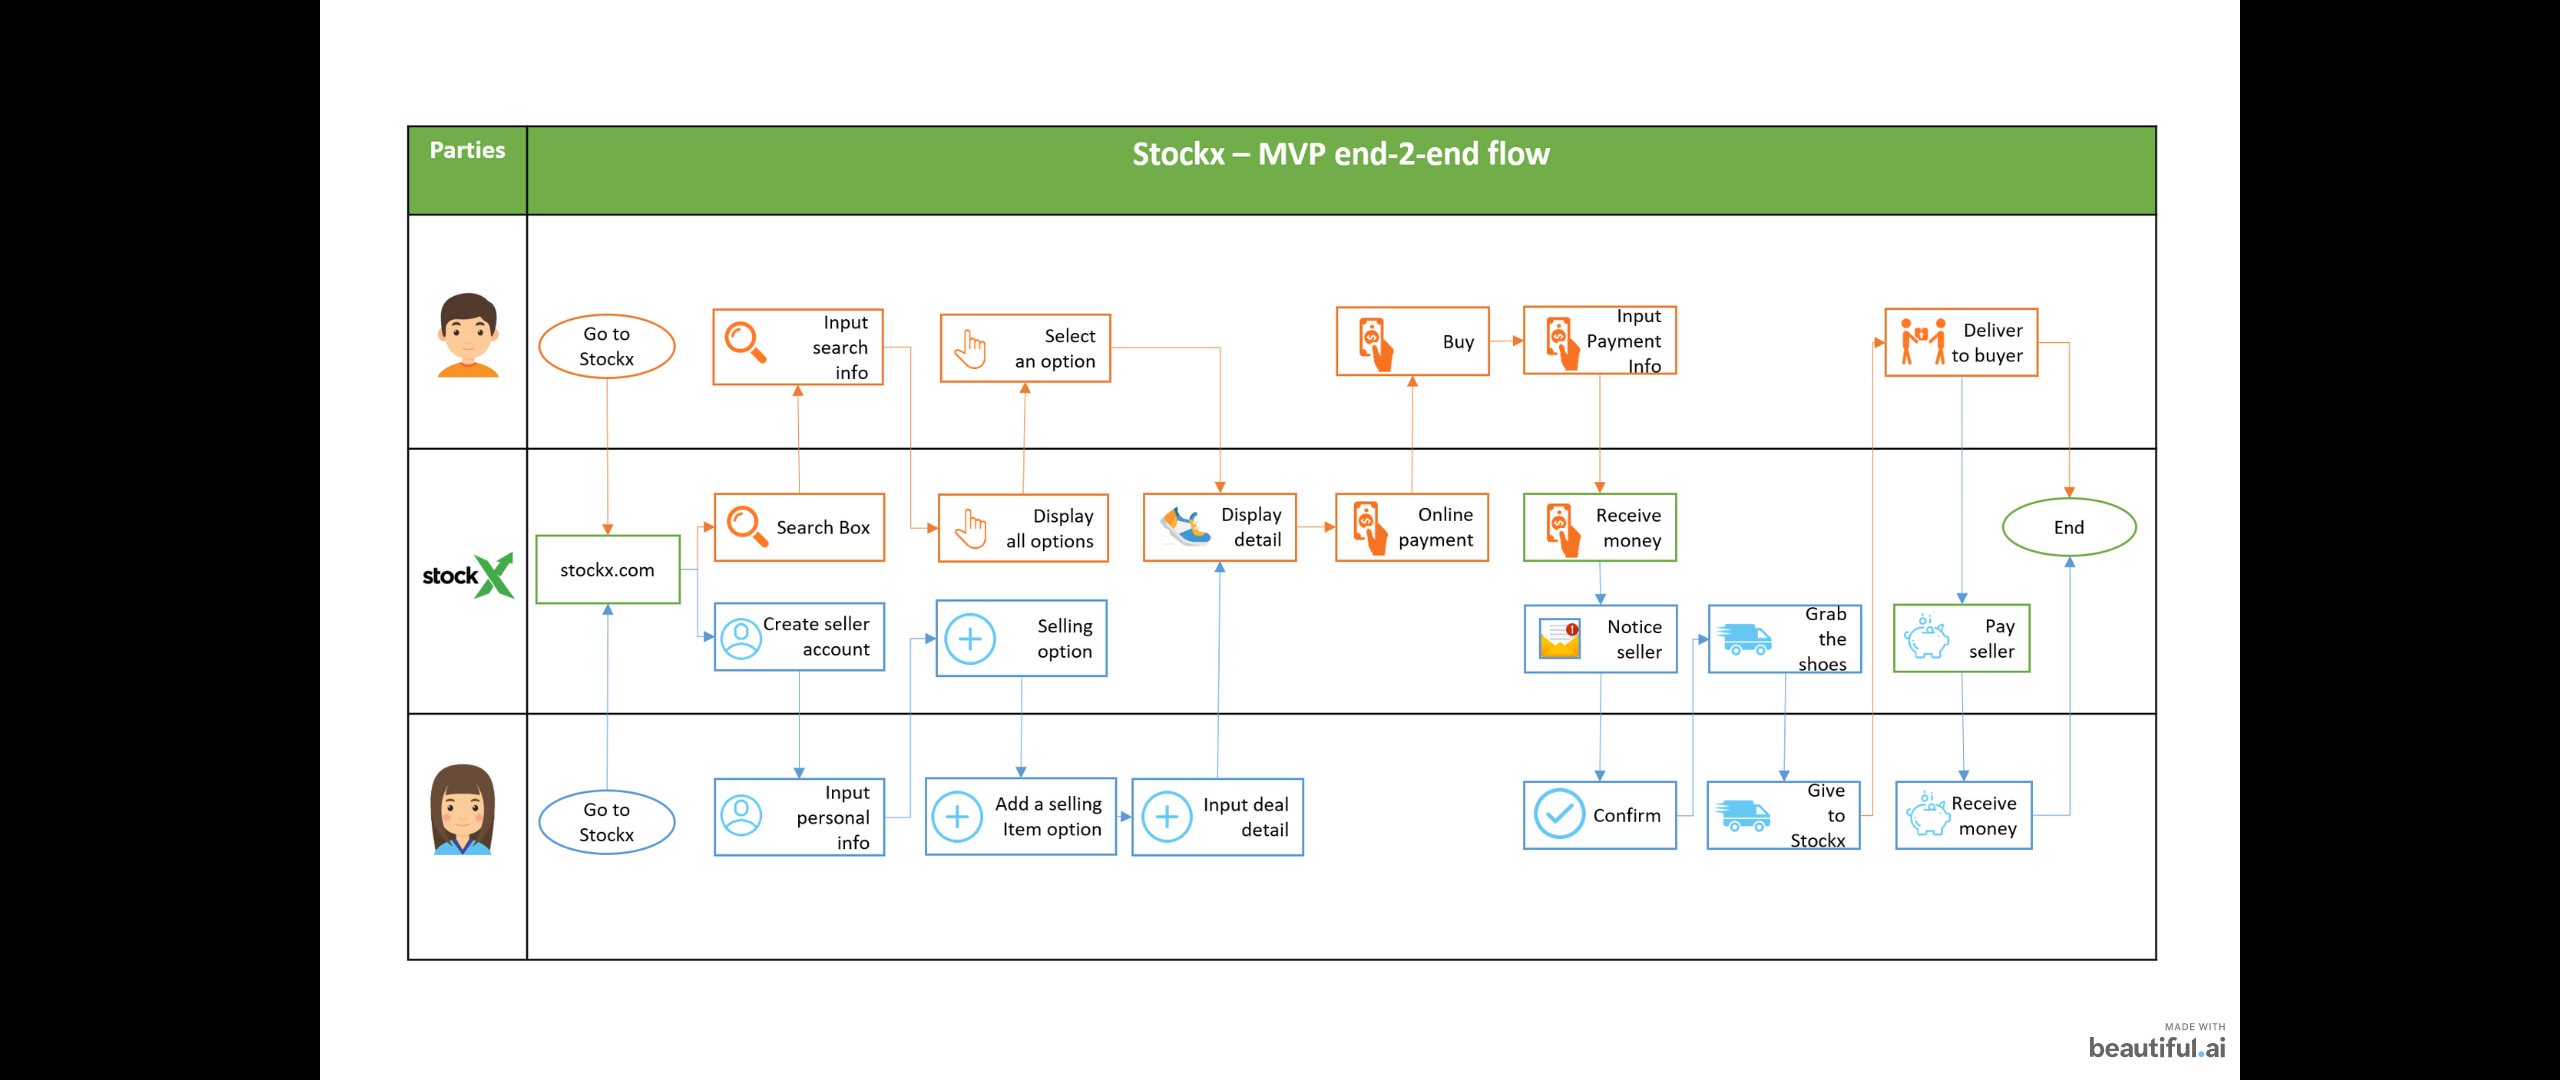 Parties
Stockx – MVP end-2-end flow
Go to
Stockx
Input
search
info
Select
an option
Buy
Input
Payment
Info
Deliver
to buyer
stockX
stockx.com
Search Box
Display
all options
Display
detail
Online
payment
Receive
money
End
Create seller
account
Selling
option
Notice
seller
Grab
the
shoes
Pay
seller
Go to
Stockx
Input
personal
info
Add a selling
Item option
Input deal
detail
Confirm
Give
to
Stockx
Receive
money
MADE WITH
beautiful.ai